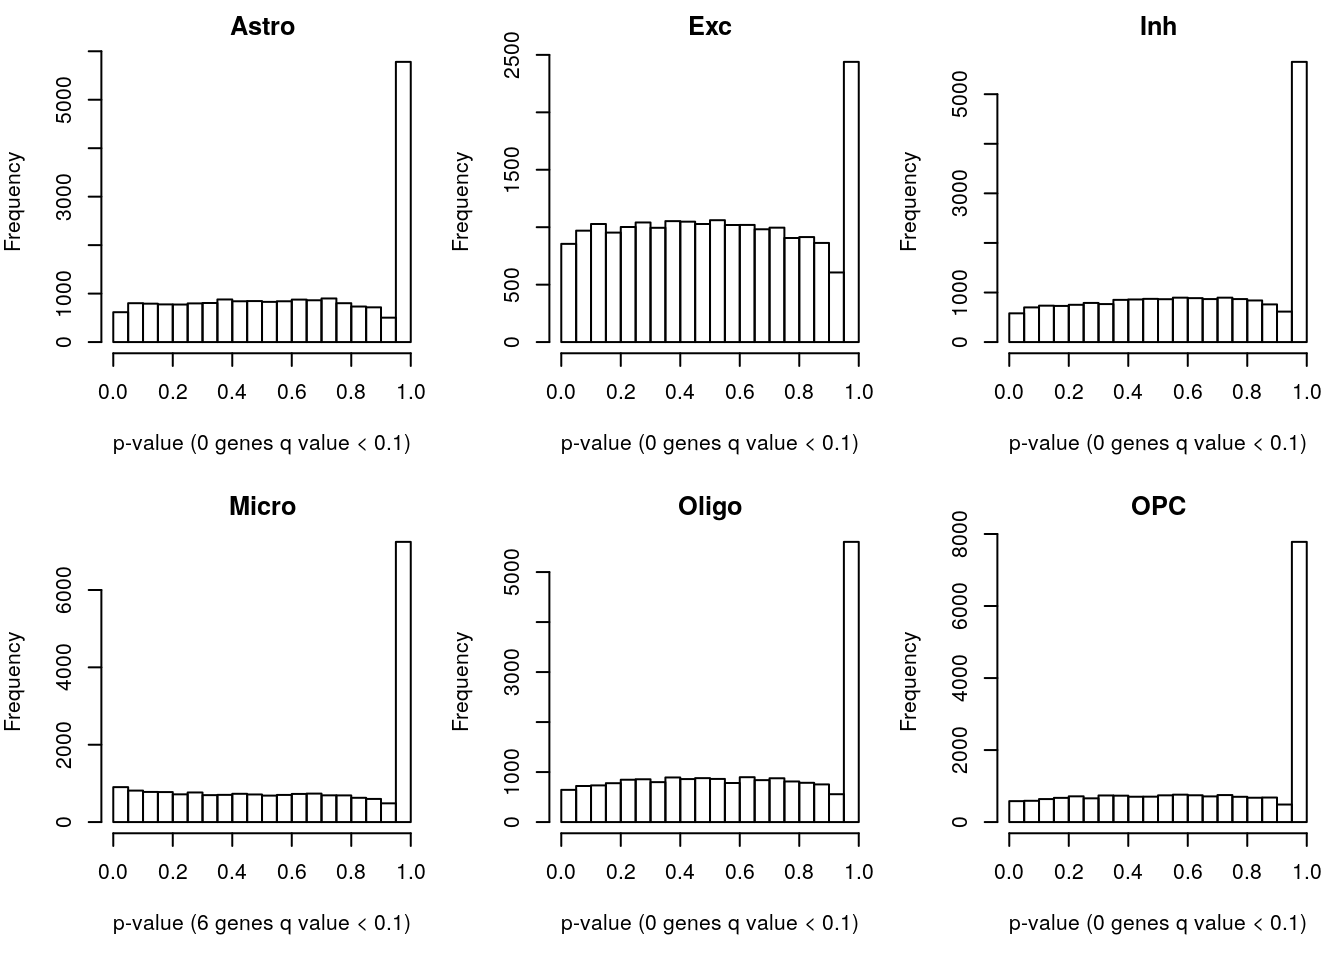 Astro
Frequency
5000
3000
1000
0
0.0 0.2 0.4 0.6 0.8 1.0
p-value (0 genes q value < 0.1)
Exc
Frequency
2500
1500
500
0
0.0 0.2 0.4 0.6 0.8 1.0
p-value (0 genes q value < 0.1)
Inh
Frequency
5000
3000
1000
0
0.0 0.2 0.4 0.6 0.8 1.0
p-value (0 genes q value < 0.1)
Micro
Frequency
6000
4000
2000
0
0.0 0.2 0.4 0.6 0.8 1.0
p-value (6 genes q value < 0.1)
Oligo
Frequency
5000
3000
1000
0
0.0 0.2 0.4 0.6 0.8 1.0
p-value (0 genes q value < 0.1)
OPC
Frequency
8000
6000
4000
2000
0
0.0 0.2 0.4 0.6 0.8 1.0
p-value (0 genes q value < 0.1)